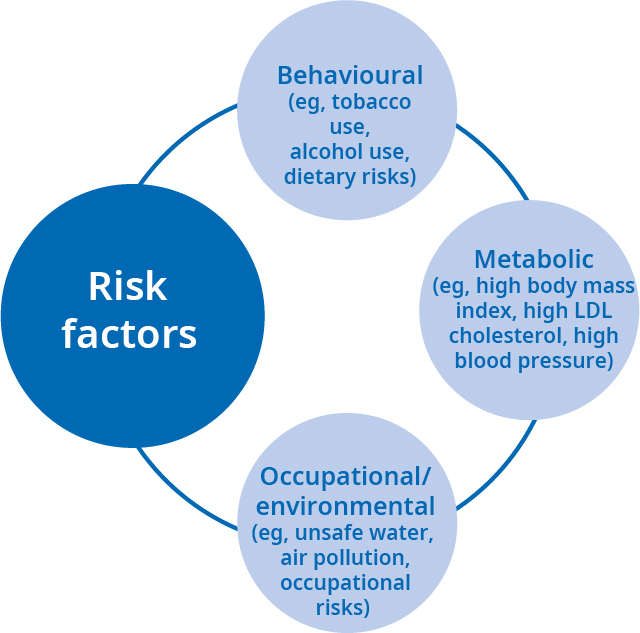 Behavioural
(eg, tobacco
use,
alcohol use,
dietary risks)
Risk
factors
Metabolic
(eg, high body mass
index, high LDL
cholesterol, high
blood pressure)
Occupational/
environmental
(eg, unsafe water,
air pollution,
occupational
risks)